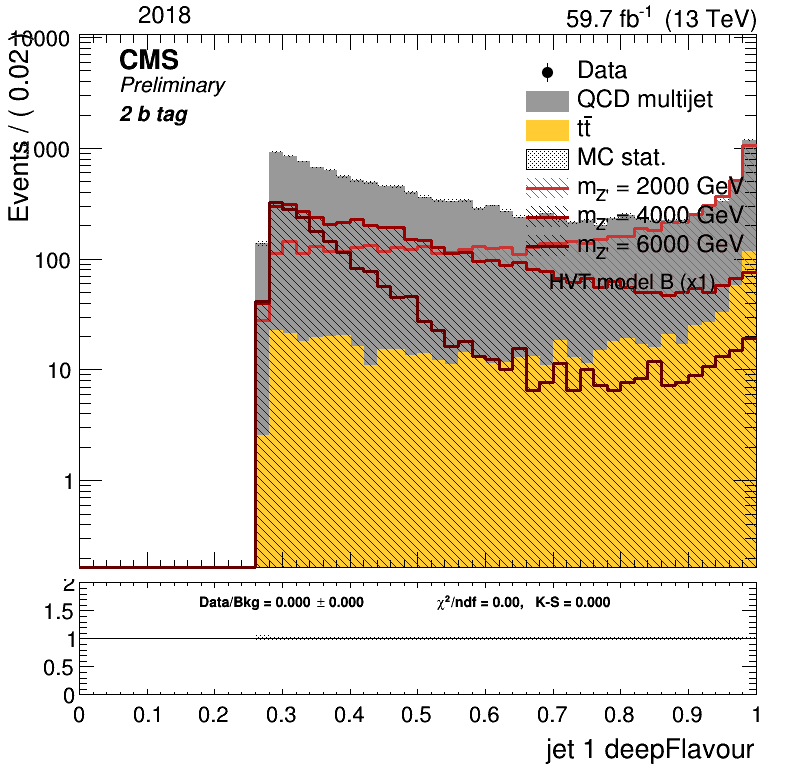 2018
59.7 fb⁻¹ (13 TeV)
Events / ( 0.02 )
CMS
Preliminary
2 b tag
Data
QCD multijet
tt̄
MC stat.
m_Z' = 2000 GeV
m_Z' = 4000 GeV
m_Z' = 6000 GeV
HVT model B (x1)
1000
100
10
1
Data/Bkg = 0.000 ± 0.000
χ²/ndf = 0.00, K-S = 0.000
2
1.5
1
0.5
0
0 0.1 0.2 0.3 0.4 0.5 0.6 0.7 0.8 0.9 1
jet 1 deepFlavour